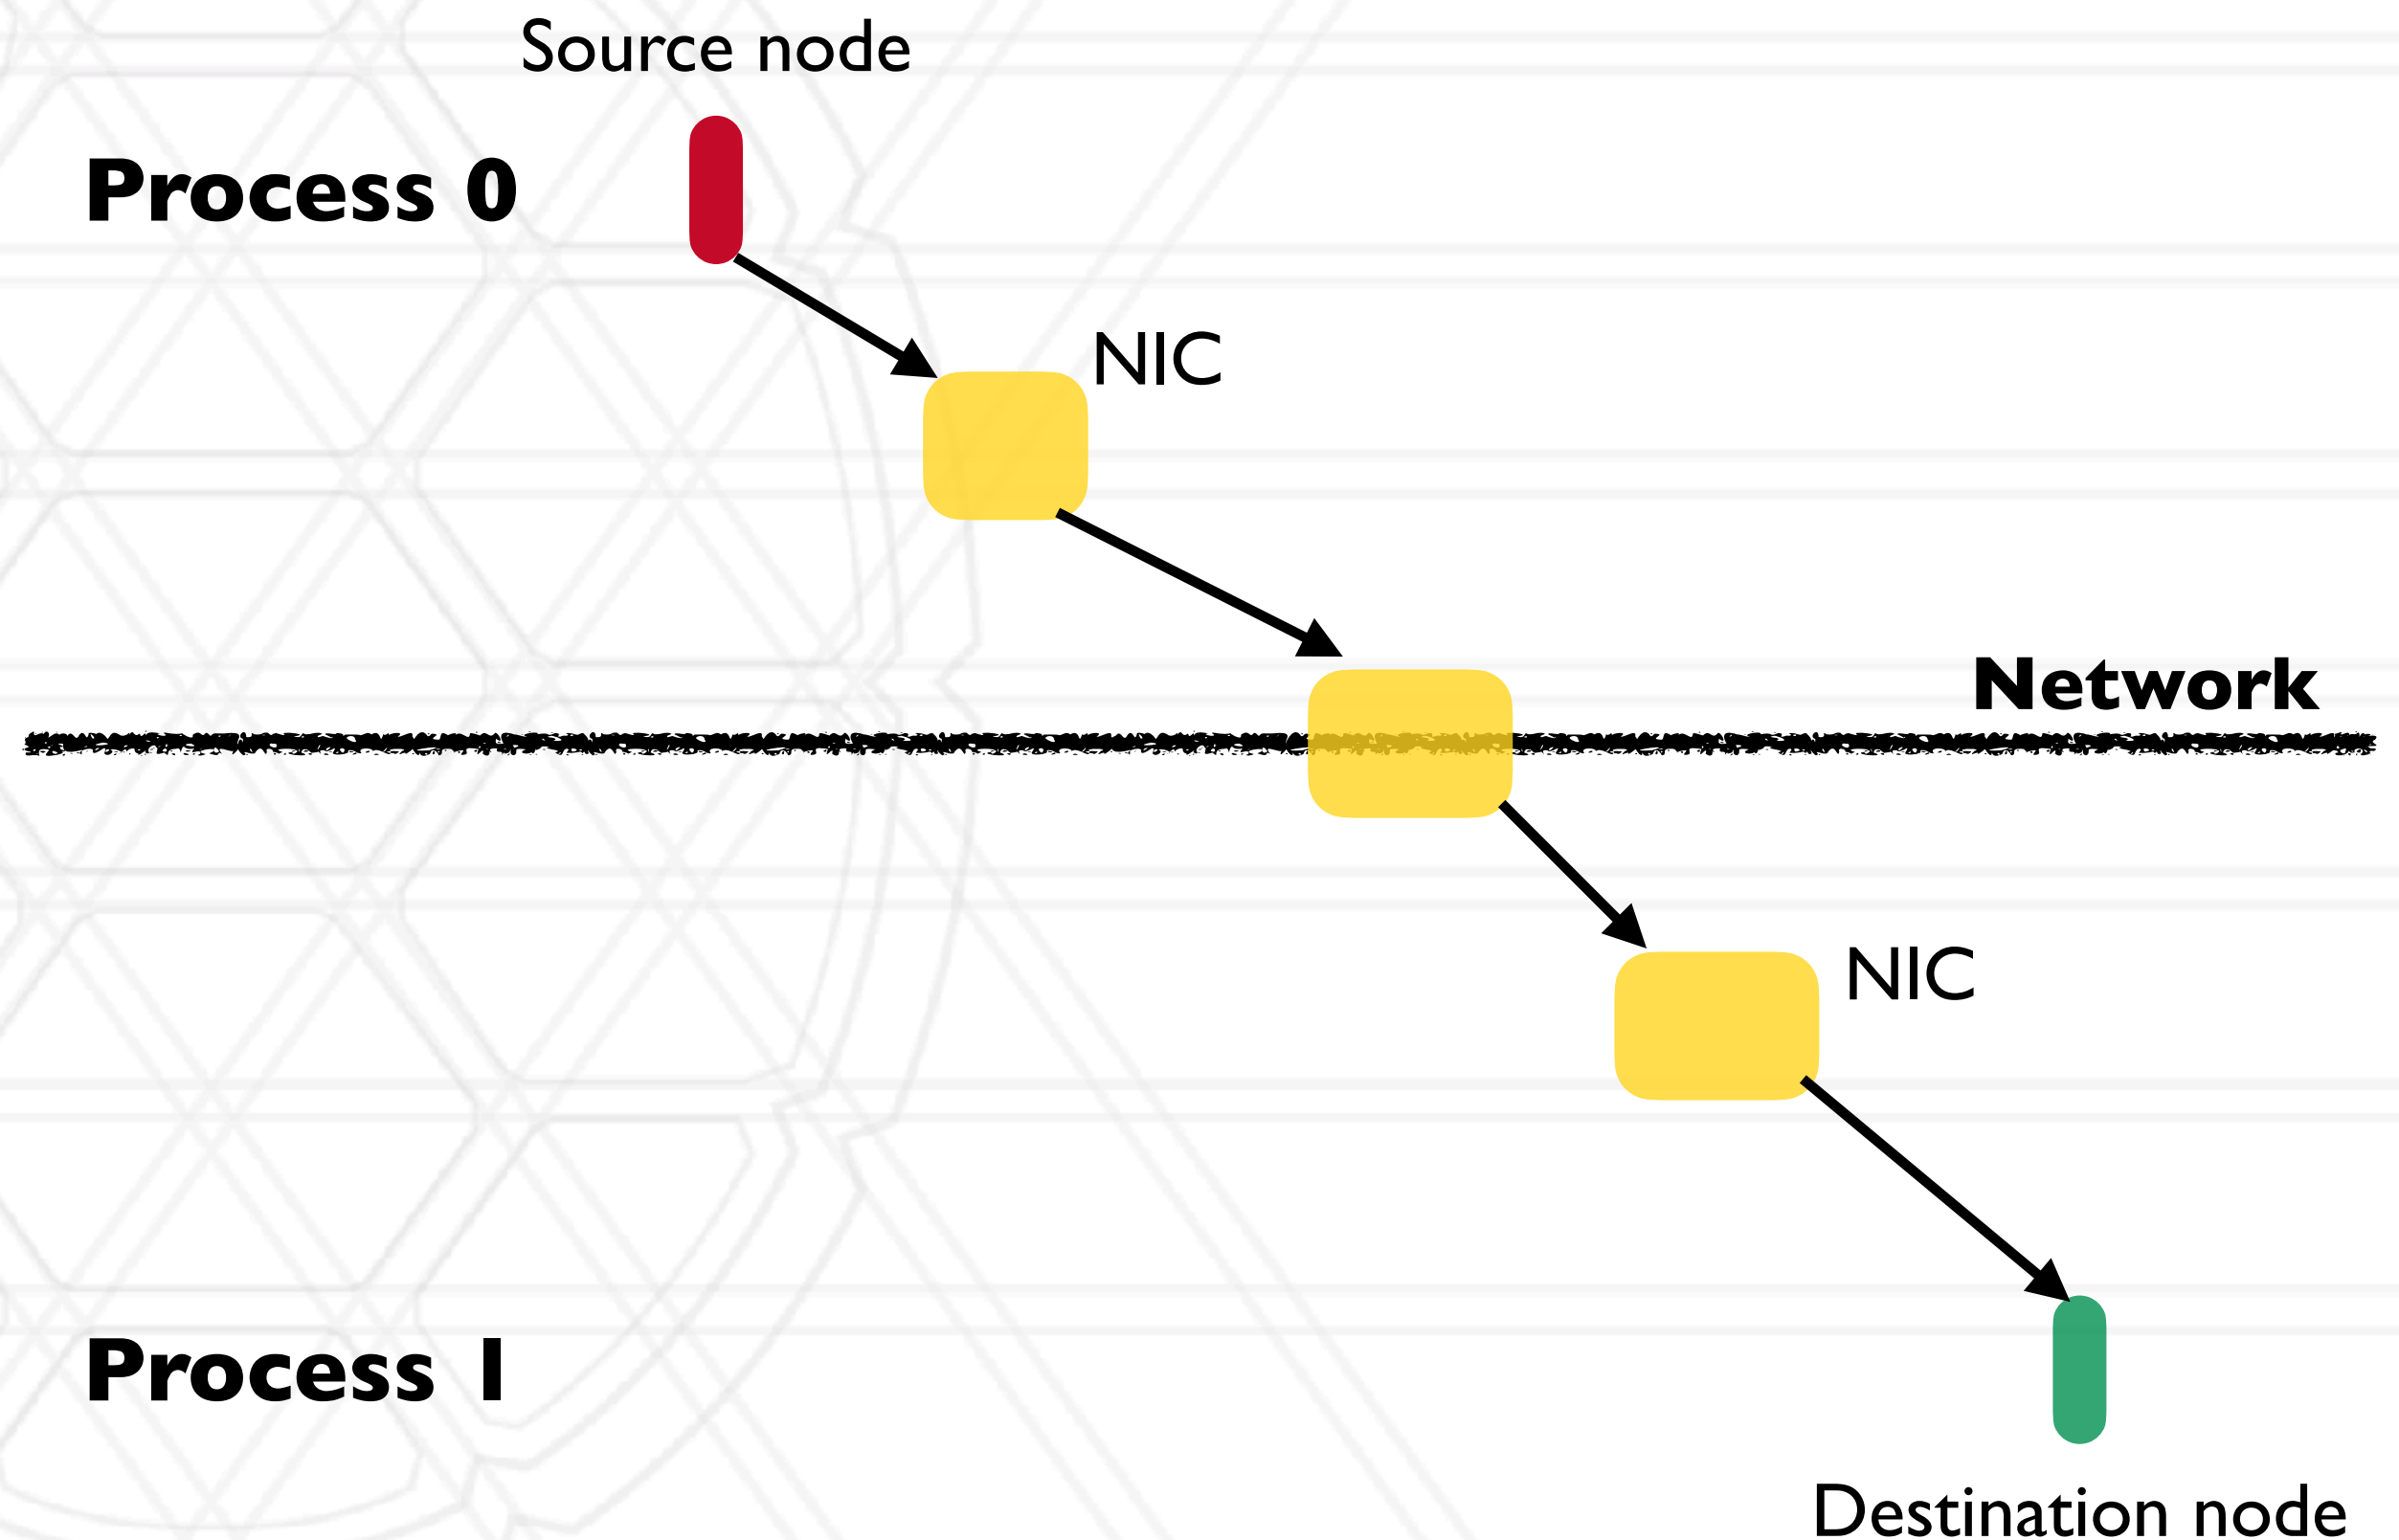 Source node
Process 0
NIC
Network
NIC
Process 1
Destination node